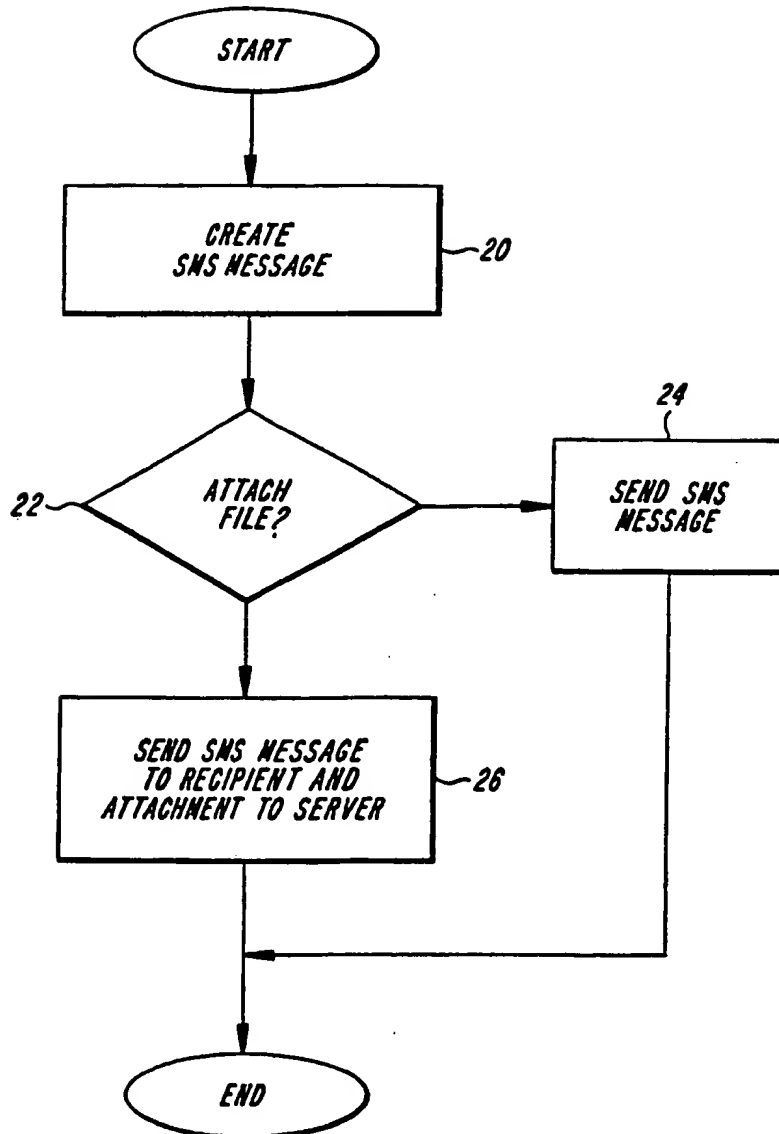 START
CREATE
SMS MESSAGE
20
22
ATTACH
FILE?
24
SEND SMS
MESSAGE
SEND SMS MESSAGE
TO RECIPIENT AND
ATTACHMENT TO SERVER
26
END